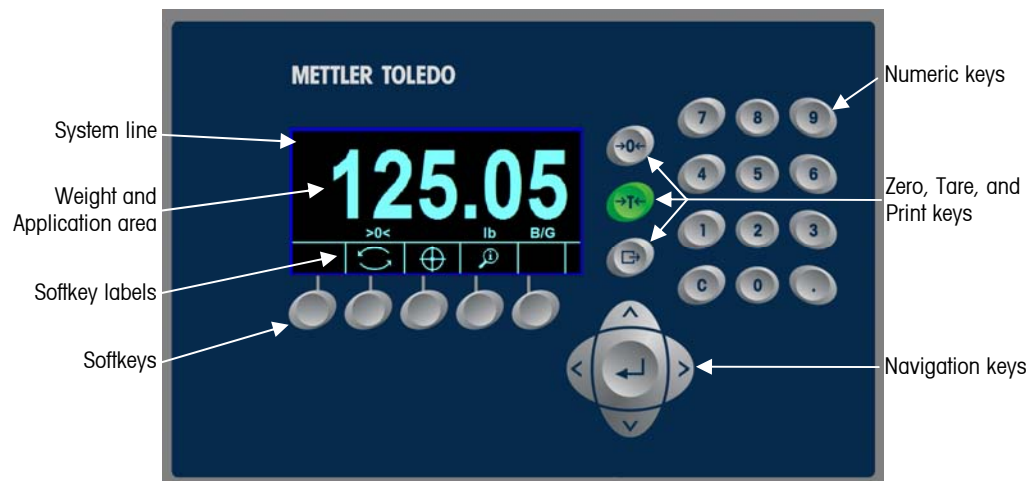 METTLER TOLEDO
Numeric keys
7 8 9
System line
→0←
125.05
Weight and
Application area
4 5 6
Zero, Tare, and
Print keys
→T←
>0< lb B/G
1 2 3
Softkey labels
C 0 .
Softkeys
Navigation keys